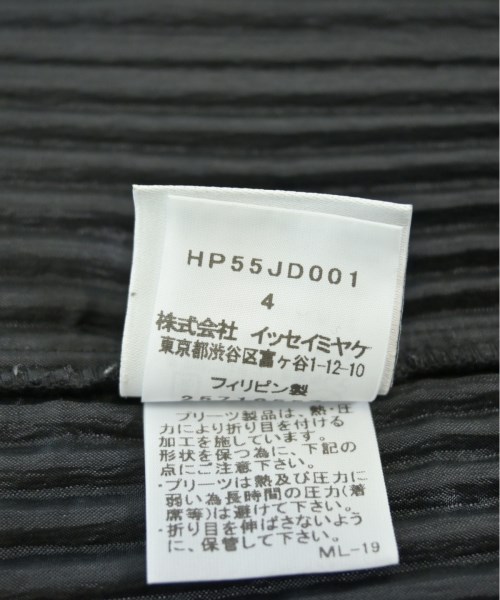 HP55JD001
4
株式会社 イッセイミヤケ
東京都渋谷区富ヶ谷1-12-10
フィリピン製
プリーツ製品は、熱・圧
力により折り目を付ける
加工を施しています。
形状を保つ為に、下記の
点にご注意下さい。
・プリーツは熱及び圧力に
弱い為長時間の圧力(着
席等)は避けて下さい。
・折り目を伸ばさないよう
に、保管して下さい。
ML-19